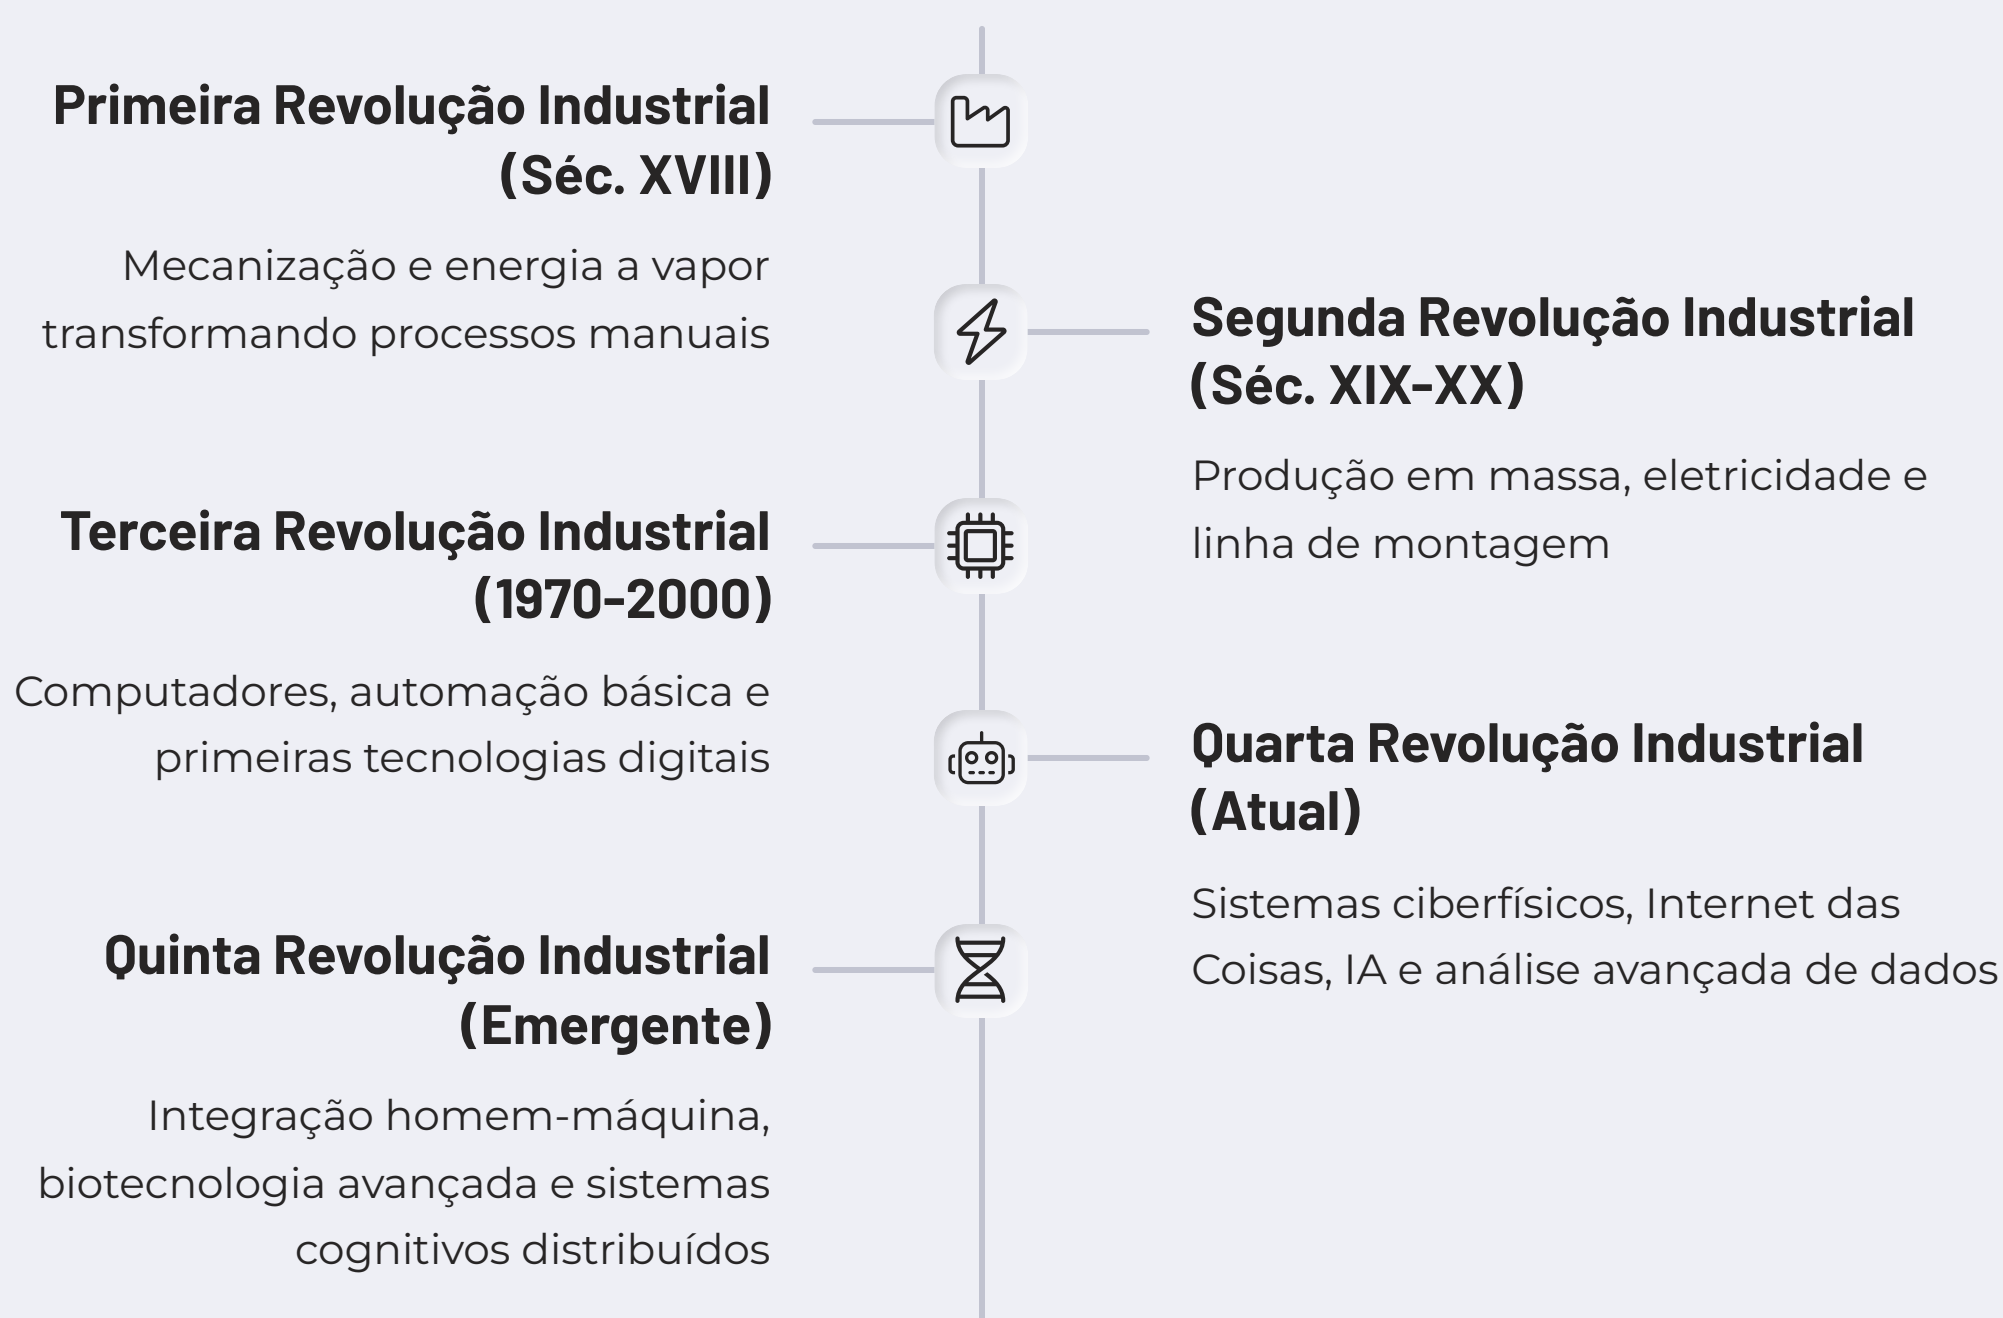 Primeira Revolução Industrial
(Séc. XVIII)
Mecanização e energia a vapor
transformando processos manuais
Segunda Revolução Industrial
(Séc. XIX-XX)
Produção em massa, eletricidade e
linha de montagem
Terceira Revolução Industrial
(1970-2000)
Computadores, automação básica e
primeiras tecnologias digitais
Quarta Revolução Industrial
(Atual)
Sistemas ciberfísicos, Internet das
Coisas, IA e análise avançada de dados
Quinta Revolução Industrial
(Emergente)
Integração homem-máquina,
biotecnologia avançada e sistemas
cognitivos distribuídos